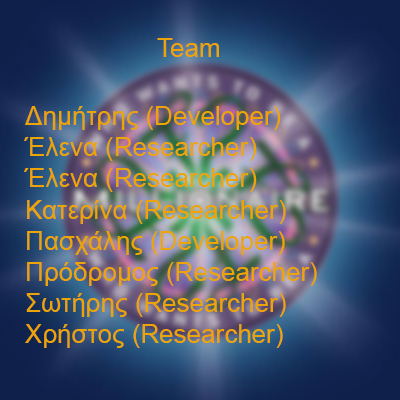 Team
Δημήτρης (Developer)
Έλενα (Researcher)
Έλενα (Researcher)
Κατερίνα (Researcher)
Πασχάλης (Developer)
Πρόδρομος (Researcher)
Σωτήρης (Researcher)
Χρήστος (Researcher)